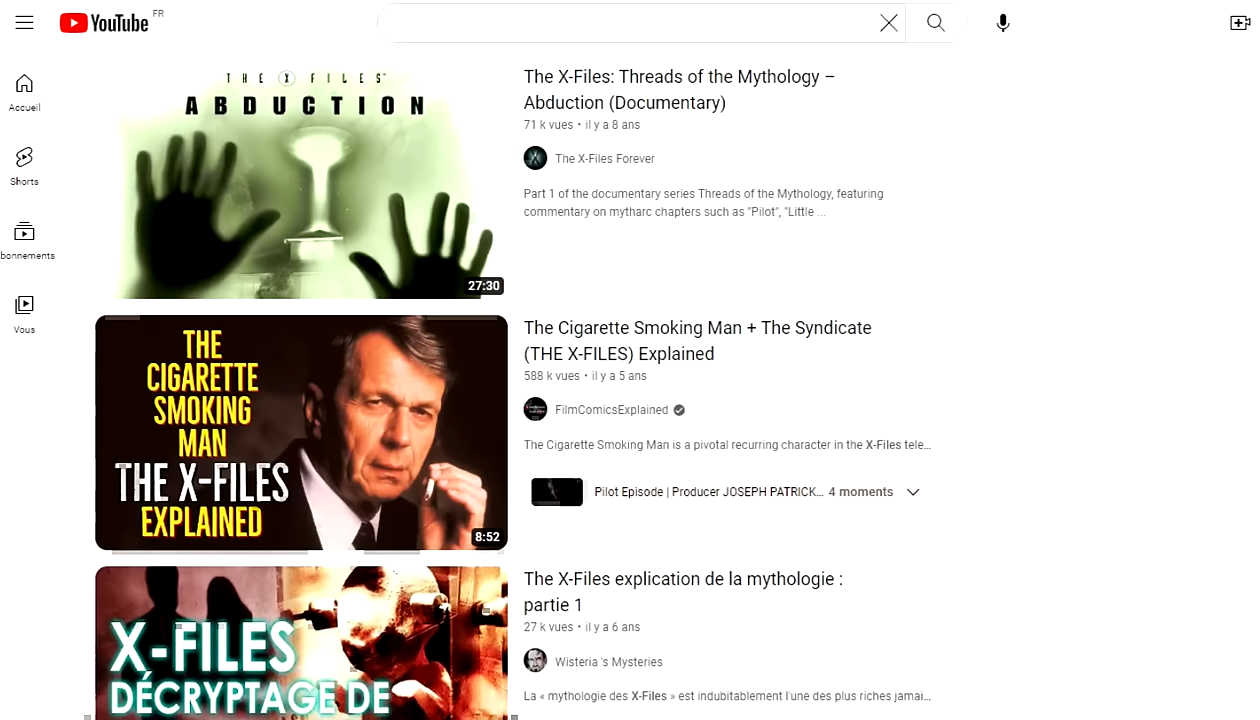 YouTube FR
Accueil
Shorts
bonnements
Vous
THE X FILES
ABDUCTION
27:30
The X-Files: Threads of the Mythology –
Abduction (Documentary)
71 k vues • il y a 8 ans
The X-Files Forever
Part 1 of the documentary series Threads of the Mythology, featuring
commentary on mytharc chapters such as "Pilot", "Little ...
THE
CIGARETTE
SMOKING
MAN
THE X-FILES
EXPLAINED
8:52
The Cigarette Smoking Man + The Syndicate
(THE X-FILES) Explained
588 k vues • il y a 5 ans
FilmComicsExplained
The Cigarette Smoking Man is a pivotal recurring character in the X-Files tele...
Pilot Episode | Producer JOSEPH PATRICK... 4 moments
X-FILES
DÉCRYPTAGE DE
The X-Files explication de la mythologie :
partie 1
27 k vues • il y a 6 ans
Wisteria 's Mysteries
La « mythologie des X-Files » est indubitablement l'une des plus riches jamai...